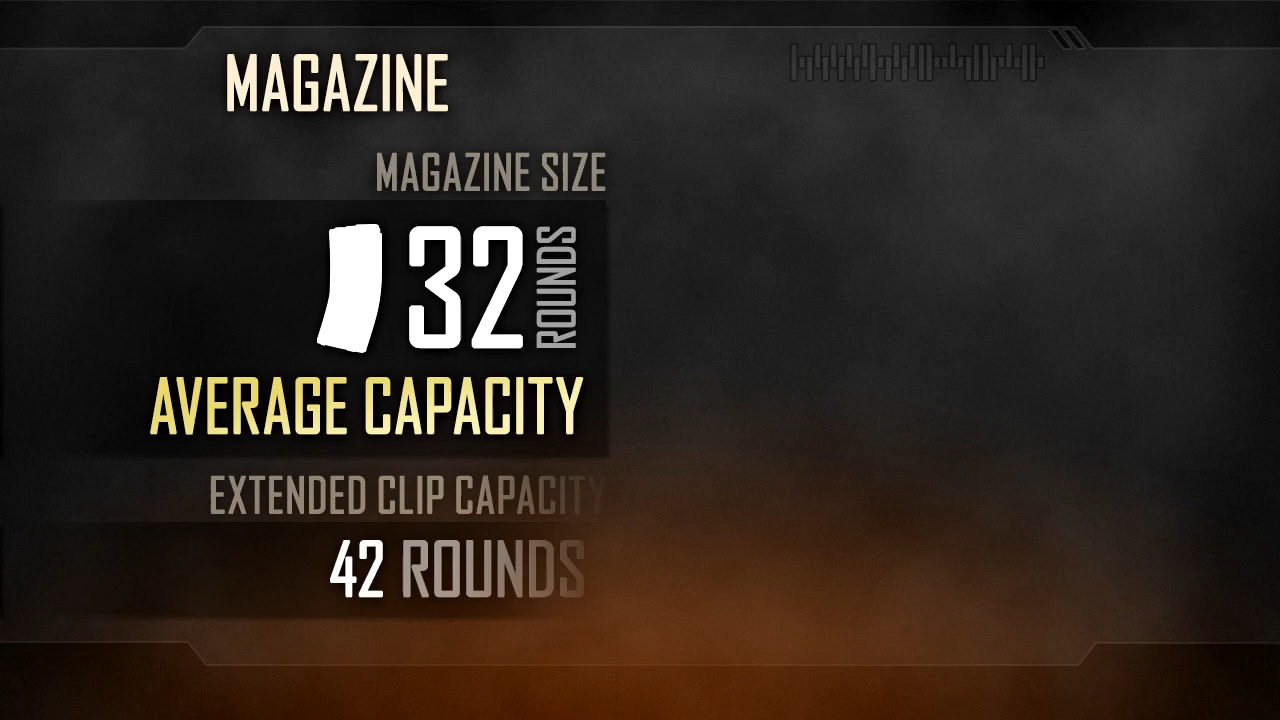 MAGAZINE
MAGAZINE SIZE
32 ROUNDS
AVERAGE CAPACITY
EXTENDED CLIP CAPACITY
42 ROUNDS